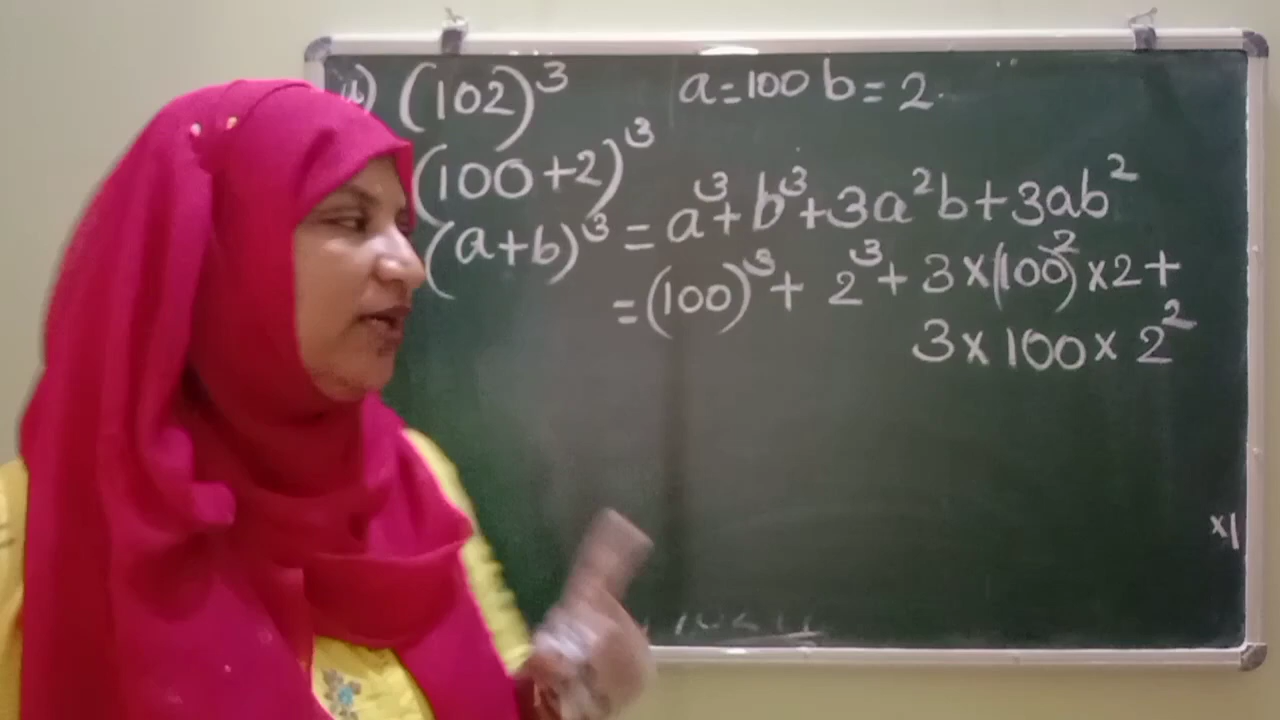 (102)³ a=100 b=2.
(100+2)³
(a+b)³ = a³+b³+3a²b+3ab²
=(100)³+ 2³+ 3×(100)²×2+
3×100×2²
×1